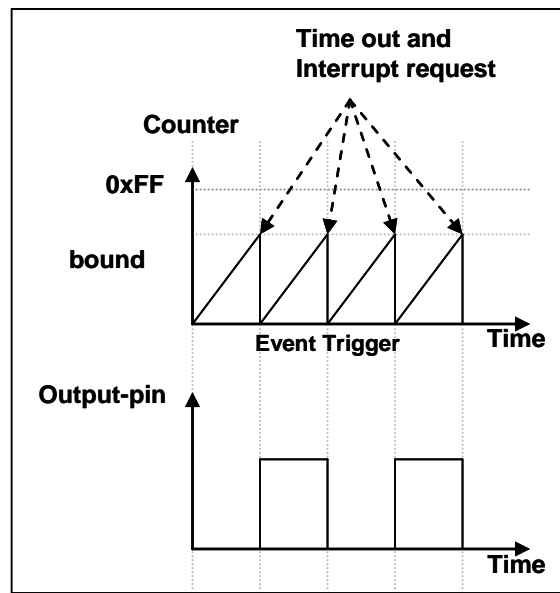 Time out and
Interrupt request
Counter
0xFF
bound
Time
Event Trigger
Output-pin
Time